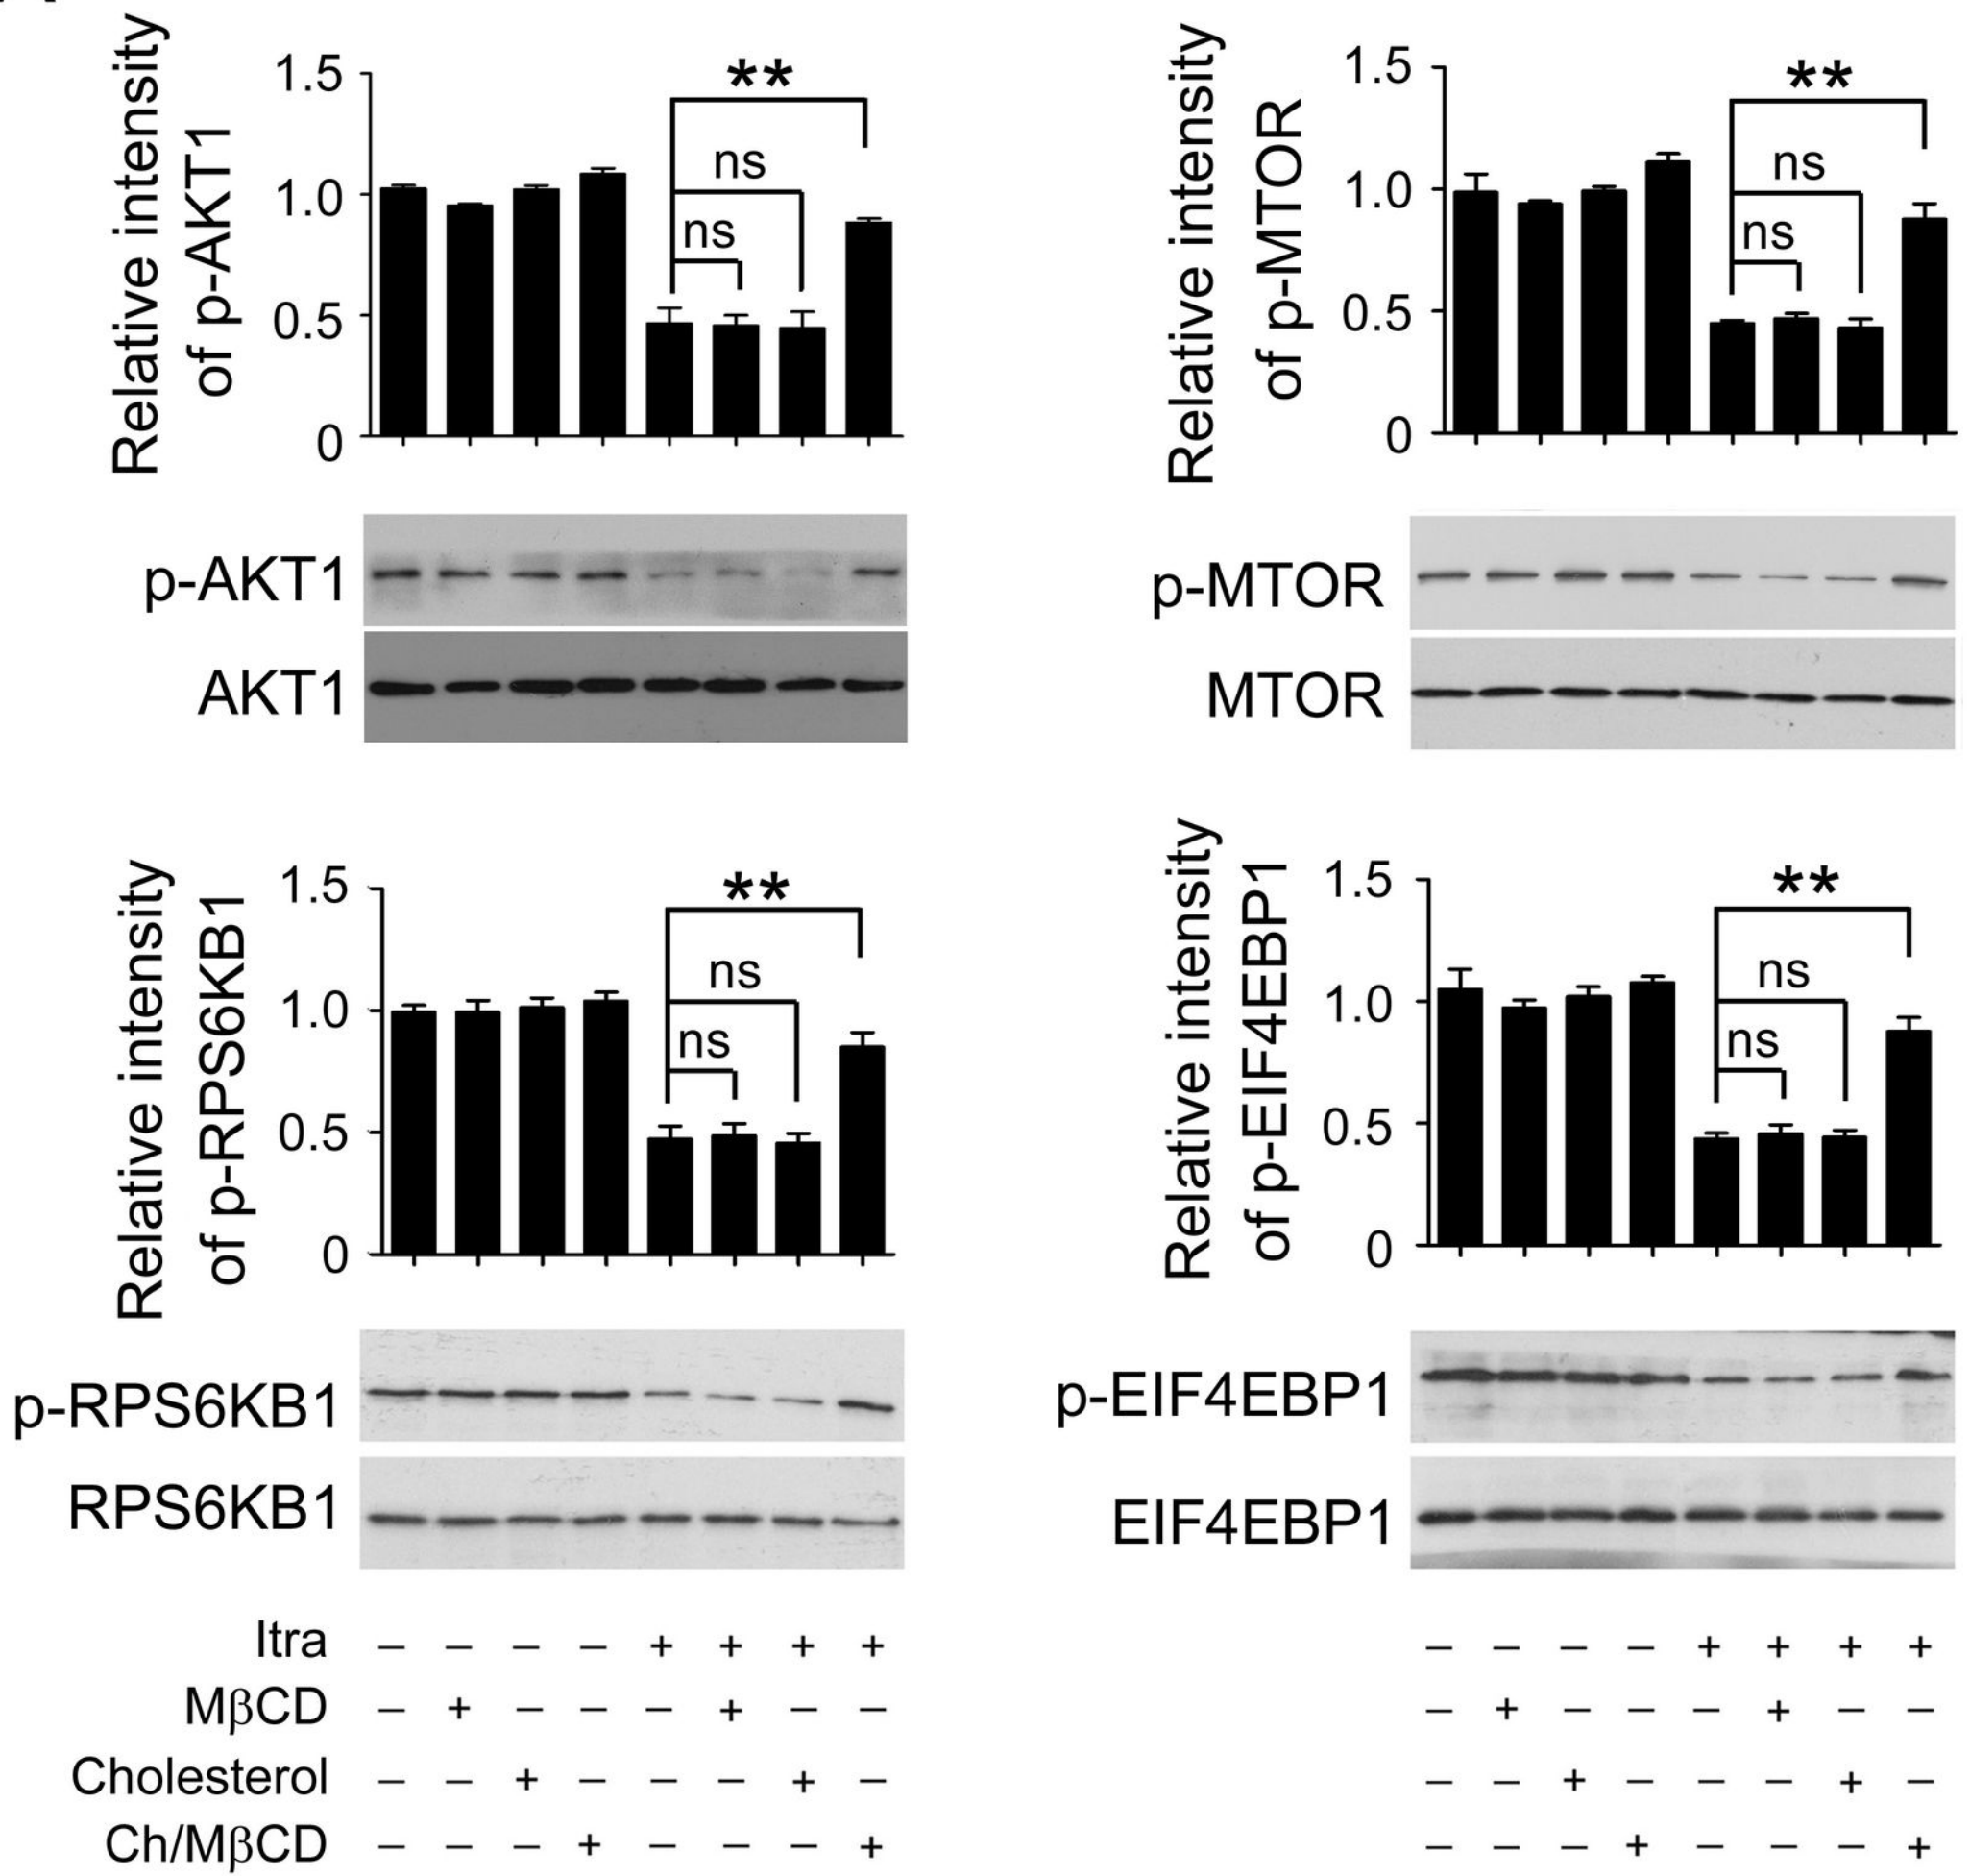 Relative intensity
of p-AKT1
1.5
1.0
0.5
0
**
ns
ns
p-AKT1
AKT1
Relative intensity
of p-MTOR
1.5
1.0
0.5
0
**
ns
ns
p-MTOR
MTOR
Relative intensity
of p-RPS6KB1
1.5
1.0
0.5
0
**
ns
ns
p-RPS6KB1
RPS6KB1
Relative intensity
of p-EIF4EBP1
1.5
1.0
0.5
0
**
ns
ns
p-EIF4EBP1
EIF4EBP1
Itra – – – – + + + + – – – – + + + +
MβCD – + – – – + – – – + – – – + – –
Cholesterol – – + – – – + – – – + – – – + –
Ch/MβCD – – – + – – – + – – – + – – – +